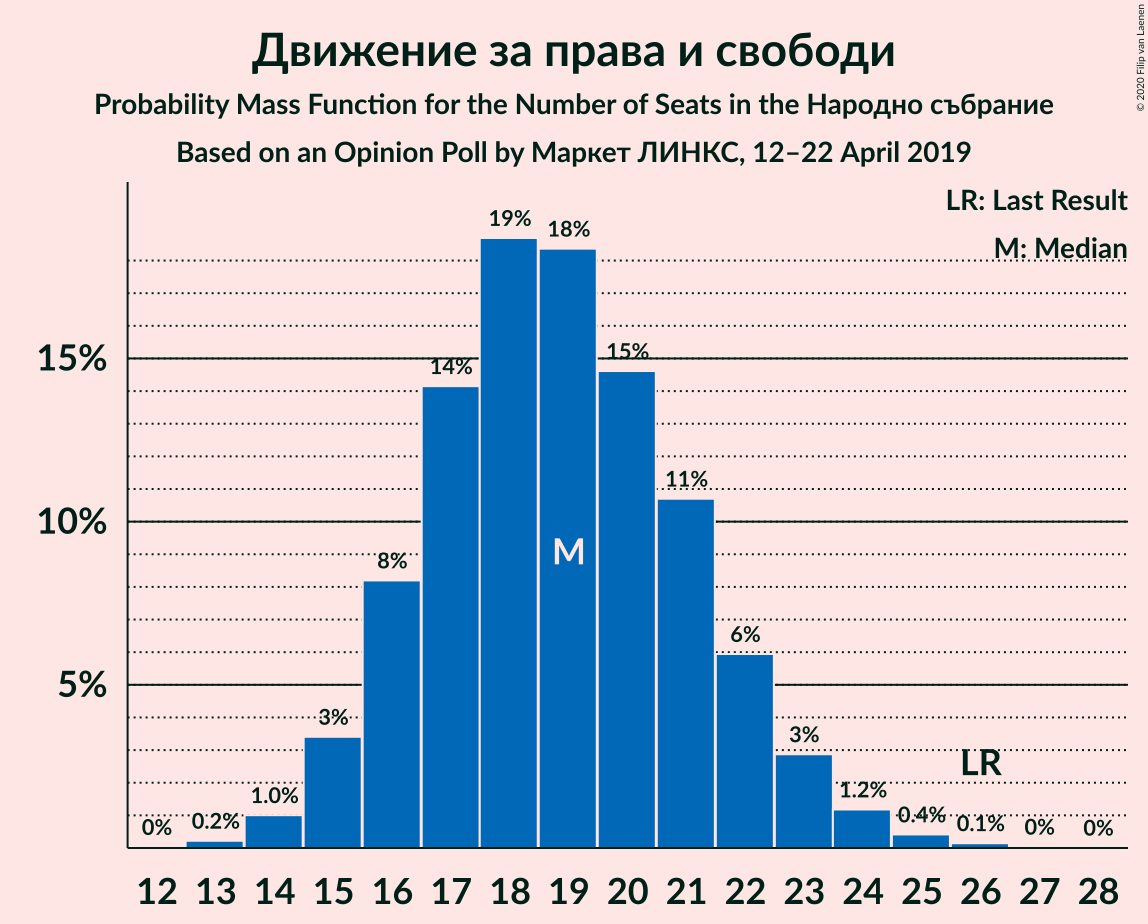 Движение за права и свободи
Probability Mass Function for the Number of Seats in the Народно събрание
Based on an Opinion Poll by Маркет ЛИНКС, 12–22 April 2019
© 2020 Filip van Laenen
LR: Last Result
M: Median
19%
18%
15%
15%
14%
11%
10%
M
8%
6%
5%
3%
3%
LR
1.0%
1.2%
0%
0.2%
0.4%
0.1%
0%
0%
12 13 14 15 16 17 18 19 20 21 22 23 24 25 26 27 28